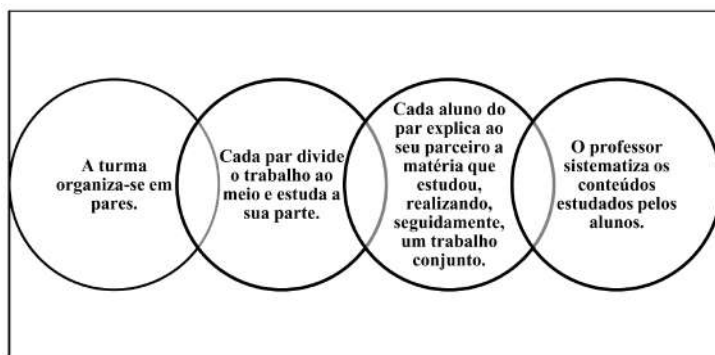 A turma
organiza-se em
pares.
Cada par divide
o trabalho ao
meio e estuda a
sua parte.
Cada aluno do
par explica ao
seu parceiro a
matéria que
estudou,
realizando,
seguidamente,
um trabalho
conjunto.
O professor
sistematiza os
conteúdos
estudados pelos
alunos.